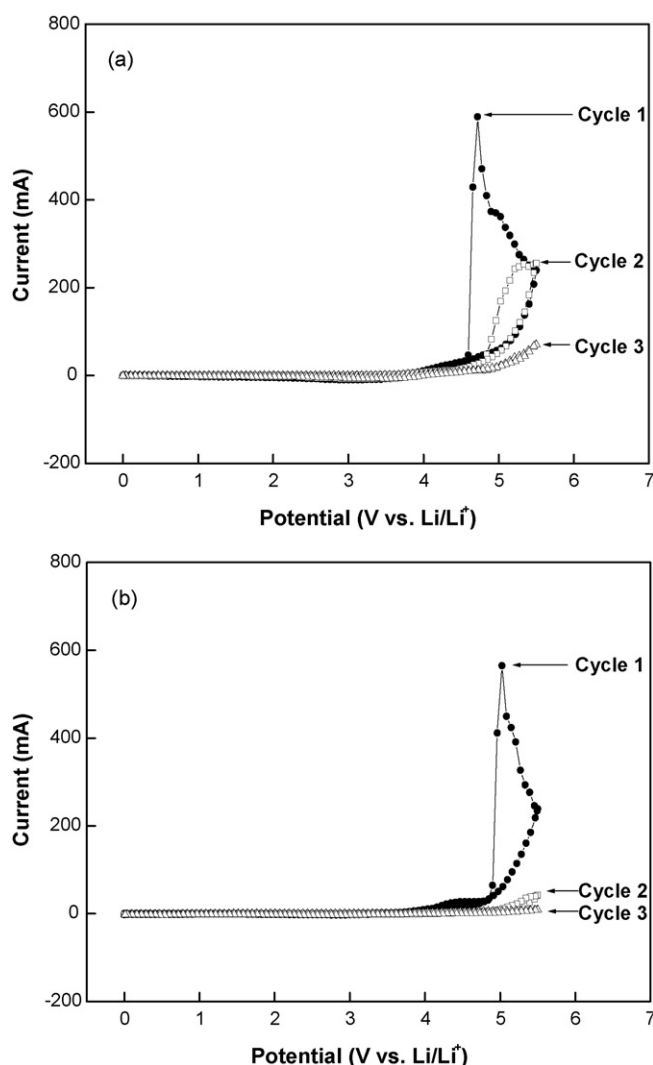 (a)
800
600
400
200
0
-200
Current (mA)
Cycle 1
Cycle 2
Cycle 3
0 1 2 3 4 5 6 7
Potential (V vs. Li/Li⁺)
(b)
800
600
400
200
0
-200
Current (mA)
Cycle 1
Cycle 2
Cycle 3
0 1 2 3 4 5 6 7
Potential (V vs. Li/Li⁺)